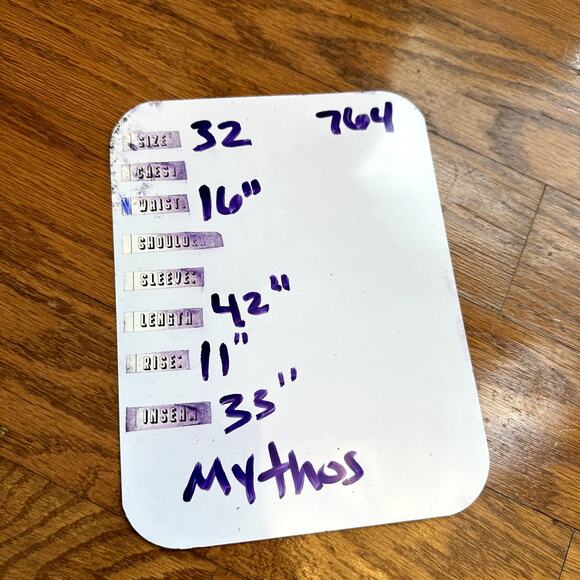 SIZE 32 764
CHEST
WAIST: 16"
SHOULD
SLEEVE:
LENGTH 42"
RISE: 11"
INSEA 33"
Mythos